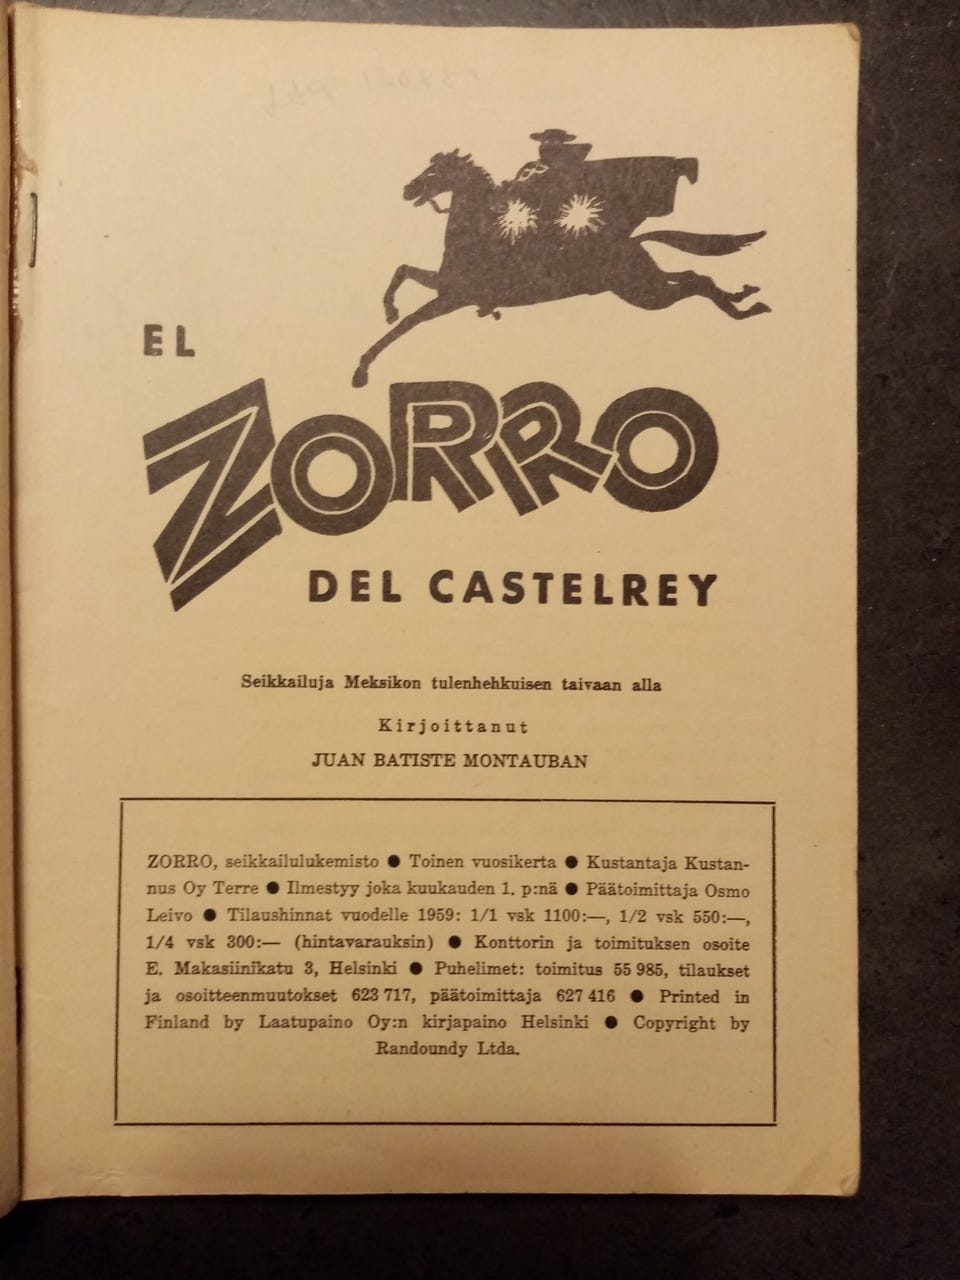 EL
ZORRO
DEL CASTELREY
Seikkailuja Meksikon tulenhehkuisen taivaan alla
Kirjoittanut
JUAN BATISTE MONTAUBAN
ZORRO, seikkailulukemisto ● Toinen vuosikerta ● Kustantaja Kustan-
nus Oy Terre ● Ilmestyy joka kuukauden 1. p:nä ● Päätoimittaja Osmo
Leivo ● Tilaushinnat vuodelle 1959: 1/1 vsk 1100:—, 1/2 vsk 550:—,
1/4 vsk 300:— (hintavarauksin) ● Konttorin ja toimituksen osoite
E. Makasiinikatu 3, Helsinki ● Puhelimet: toimitus 55 985, tilaukset
ja osoitteenmuutokset 623 717, päätoimittaja 627 416 ● Printed in
Finland by Laatupaino Oy:n kirjapaino Helsinki ● Copyright by
Randoundy Ltda.